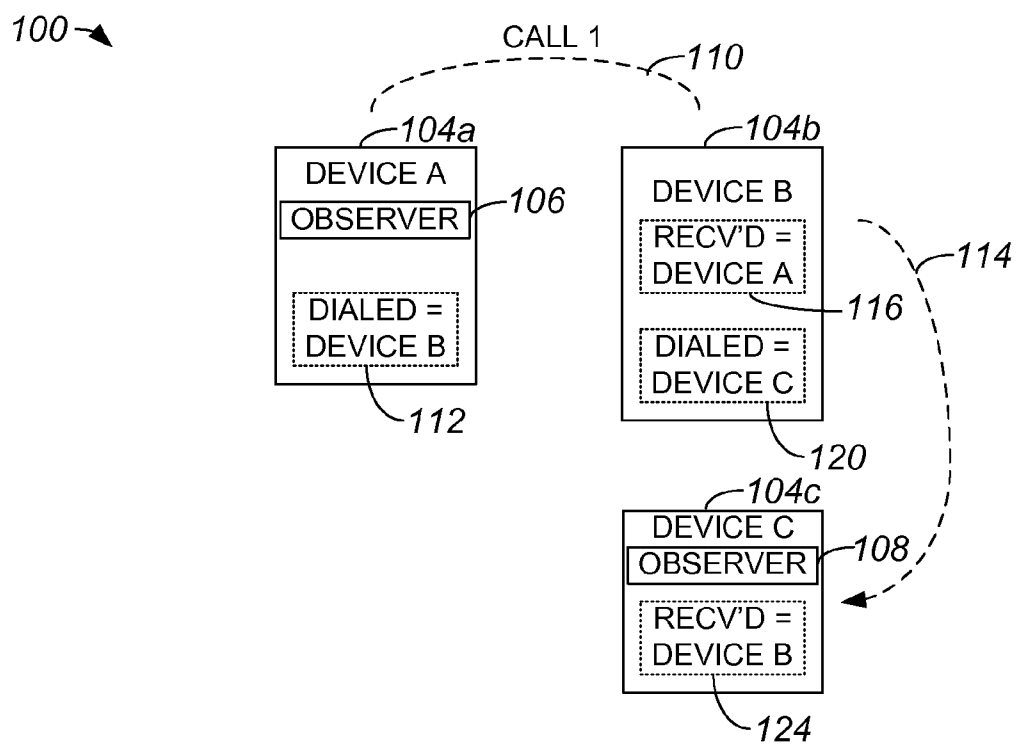 100
CALL 1
110
104a
104b
DEVICE A
OBSERVER
106
DIALED =
DEVICE B
112
DEVICE B
RECV'D =
DEVICE A
116
DIALED =
DEVICE C
120
114
104c
DEVICE C
OBSERVER
108
RECV'D =
DEVICE B
124